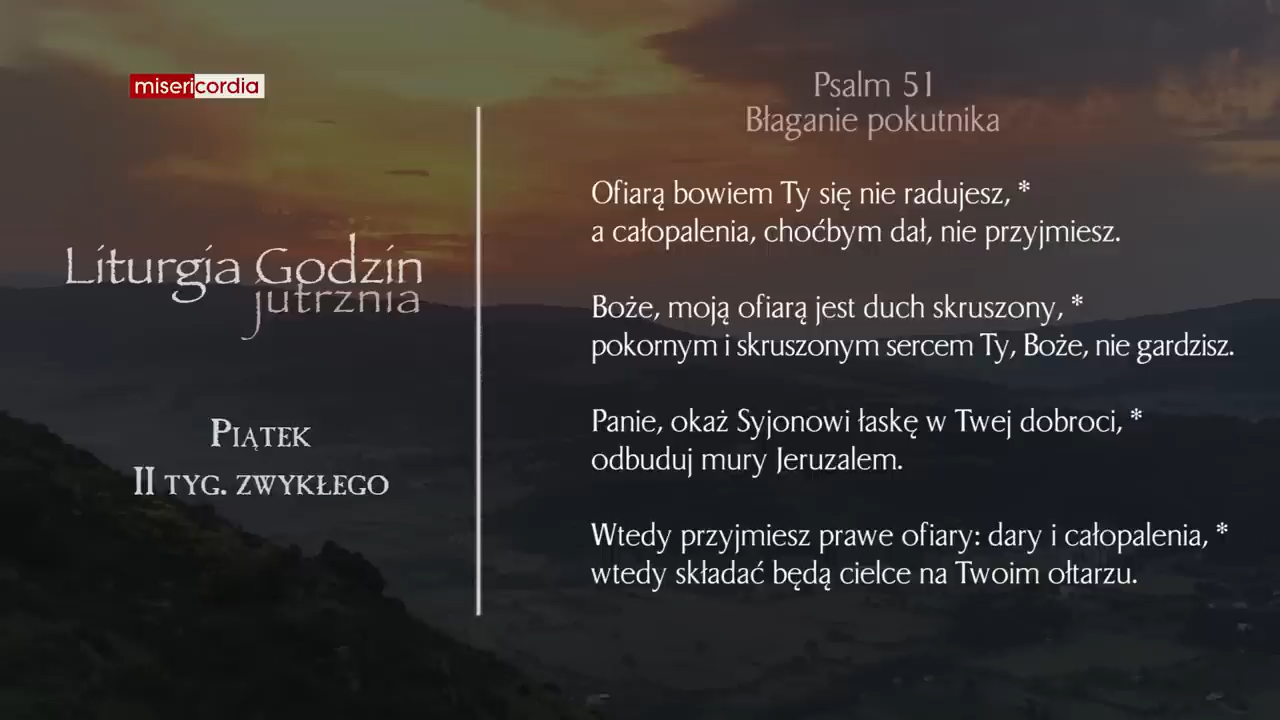 misericordia
Liturgia Godzin
jutrznia
Piątek
II tyg. zwykłego
Psalm 51
Błaganie pokutnika
Ofiarą bowiem Ty się nie radujesz, *
a całopalenia, choćbym dał, nie przyjmiesz.
Boże, moją ofiarą jest duch skruszony, *
pokornym i skruszonym sercem Ty, Boże, nie gardzisz.
Panie, okaż Syjonowi łaskę w Twej dobroci, *
odbuduj mury Jeruzalem.
Wtedy przyjmiesz prawe ofiary: dary i całopalenia, *
wtedy składać będą cielce na Twoim ołtarzu.